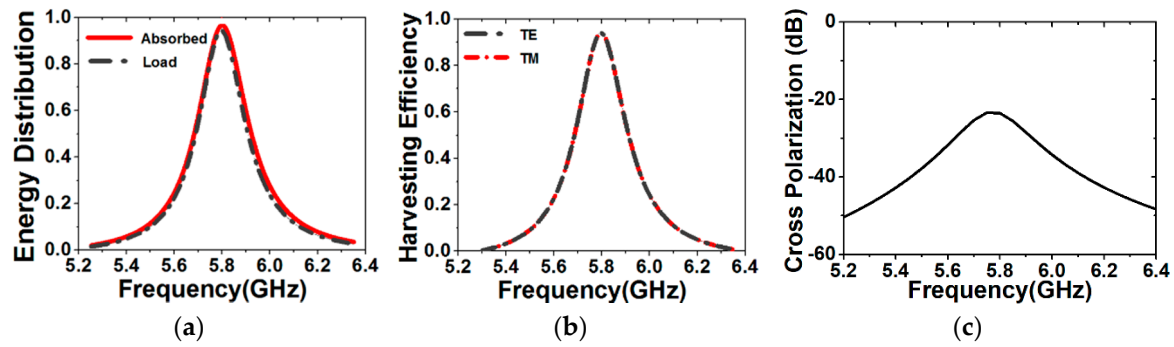 1.0
0.8
0.6
0.4
0.2
0.0
Energy Distribution
Absorbed
Load
5.2 5.4 5.6 5.8 6.0 6.2 6.4
Frequency(GHz)
(a)
1.0
0.8
0.6
0.4
0.2
0.0
Harvesting Efficiency
TE
TM
5.2 5.4 5.6 5.8 6.0 6.2 6.4
Frequency(GHz)
(b)
0
-20
-40
-60
Cross Polarization (dB)
5.2 5.6 5.8 6.0 6.2 6.4
Frequency(GHz)
(c)